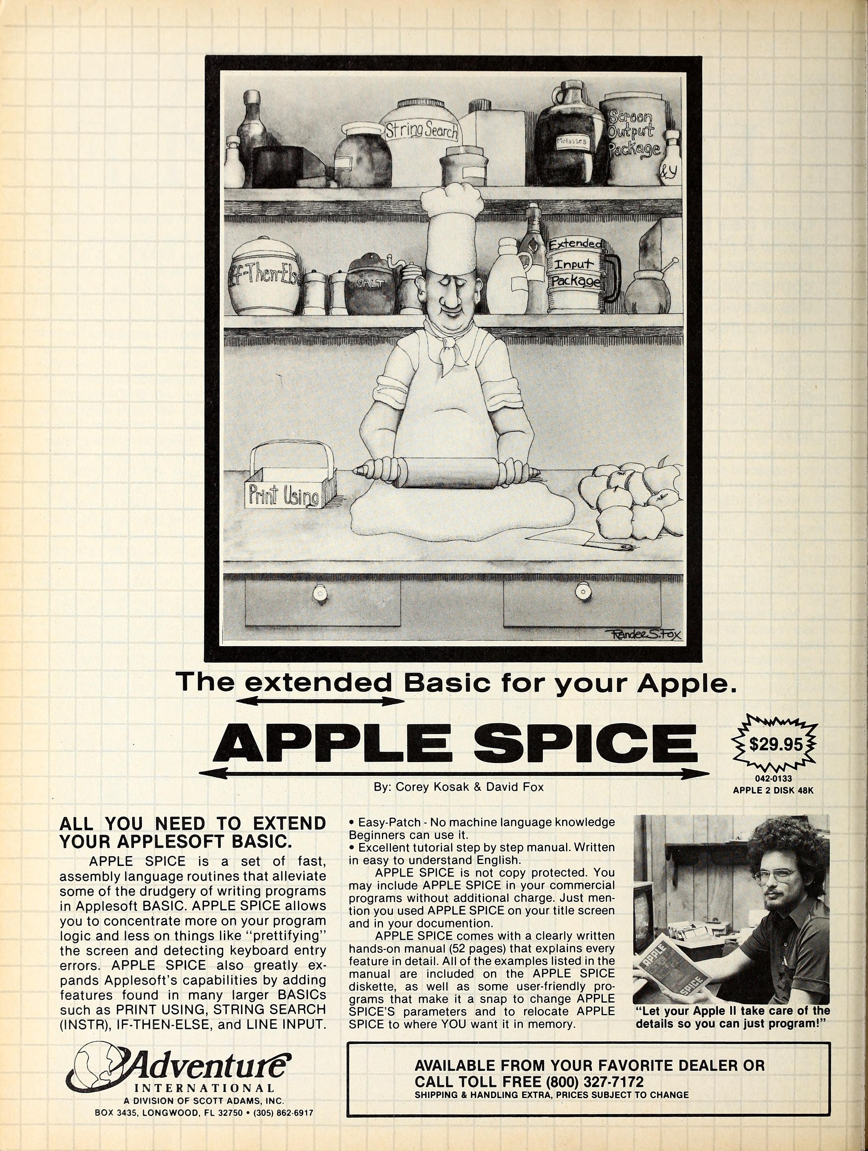 String Search
Molasses
Screen
Output
Package
&Y
If-Then-Els
SALT
Extended
Input
Package
Print Using
Randee S. Fox
The extended Basic for your Apple.
APPLE SPICE
$29.95
042-0133
APPLE 2 DISK 48K
By: Corey Kosak & David Fox
ALL YOU NEED TO EXTEND
YOUR APPLESOFT BASIC.
APPLE SPICE is a set of fast,
assembly language routines that alleviate
some of the drudgery of writing programs
in Applesoft BASIC. APPLE SPICE allows
you to concentrate more on your program
logic and less on things like "prettifying"
the screen and detecting keyboard entry
errors. APPLE SPICE also greatly ex-
pands Applesoft's capabilities by adding
features found in many larger BASICs
such as PRINT USING, STRING SEARCH
(INSTR), IF-THEN-ELSE, and LINE INPUT.
• Easy-Patch - No machine language knowledge
Beginners can use it.
• Excellent tutorial step by step manual. Written
in easy to understand English.
APPLE SPICE is not copy protected. You
may include APPLE SPICE in your commercial
programs without additional charge. Just men-
tion you used APPLE SPICE on your title screen
and in your documention.
APPLE SPICE comes with a clearly written
hands-on manual (52 pages) that explains every
feature in detail. All of the examples listed in the
manual are included on the APPLE SPICE
diskette, as well as some user-friendly pro-
grams that make it a snap to change APPLE
SPICE'S parameters and to relocate APPLE
SPICE to where YOU want it in memory.
APPLE
SPICE
"Let your Apple II take care of the
details so you can just program!"
Adventure
INTERNATIONAL
A DIVISION OF SCOTT ADAMS, INC.
BOX 3435, LONGWOOD, FL 32750 • (305) 862-6917
AVAILABLE FROM YOUR FAVORITE DEALER OR
CALL TOLL FREE (800) 327-7172
SHIPPING & HANDLING EXTRA, PRICES SUBJECT TO CHANGE